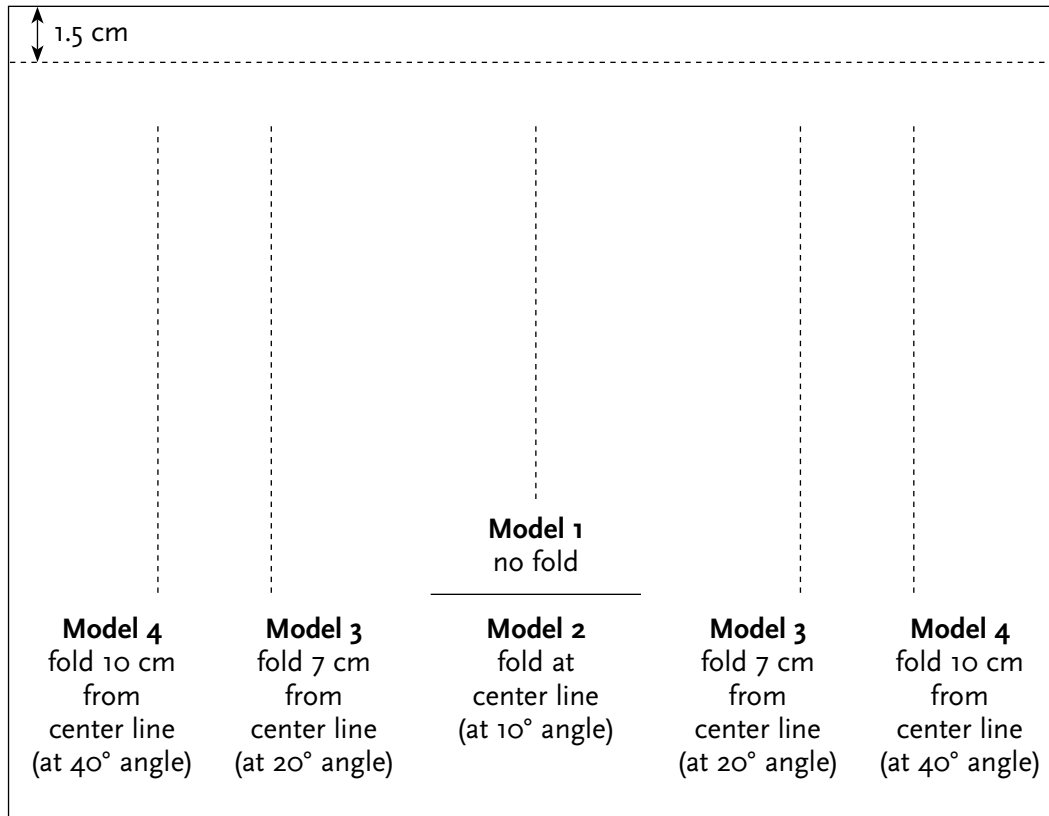 1.5 cm
Model 1
no fold
Model 4
fold 10 cm
from
center line
(at 40° angle)
Model 3
fold 7 cm
from
center line
(at 20° angle)
Model 2
fold at
center line
(at 10° angle)
Model 3
fold 7 cm
from
center line
(at 20° angle)
Model 4
fold 10 cm
from
center line
(at 40° angle)